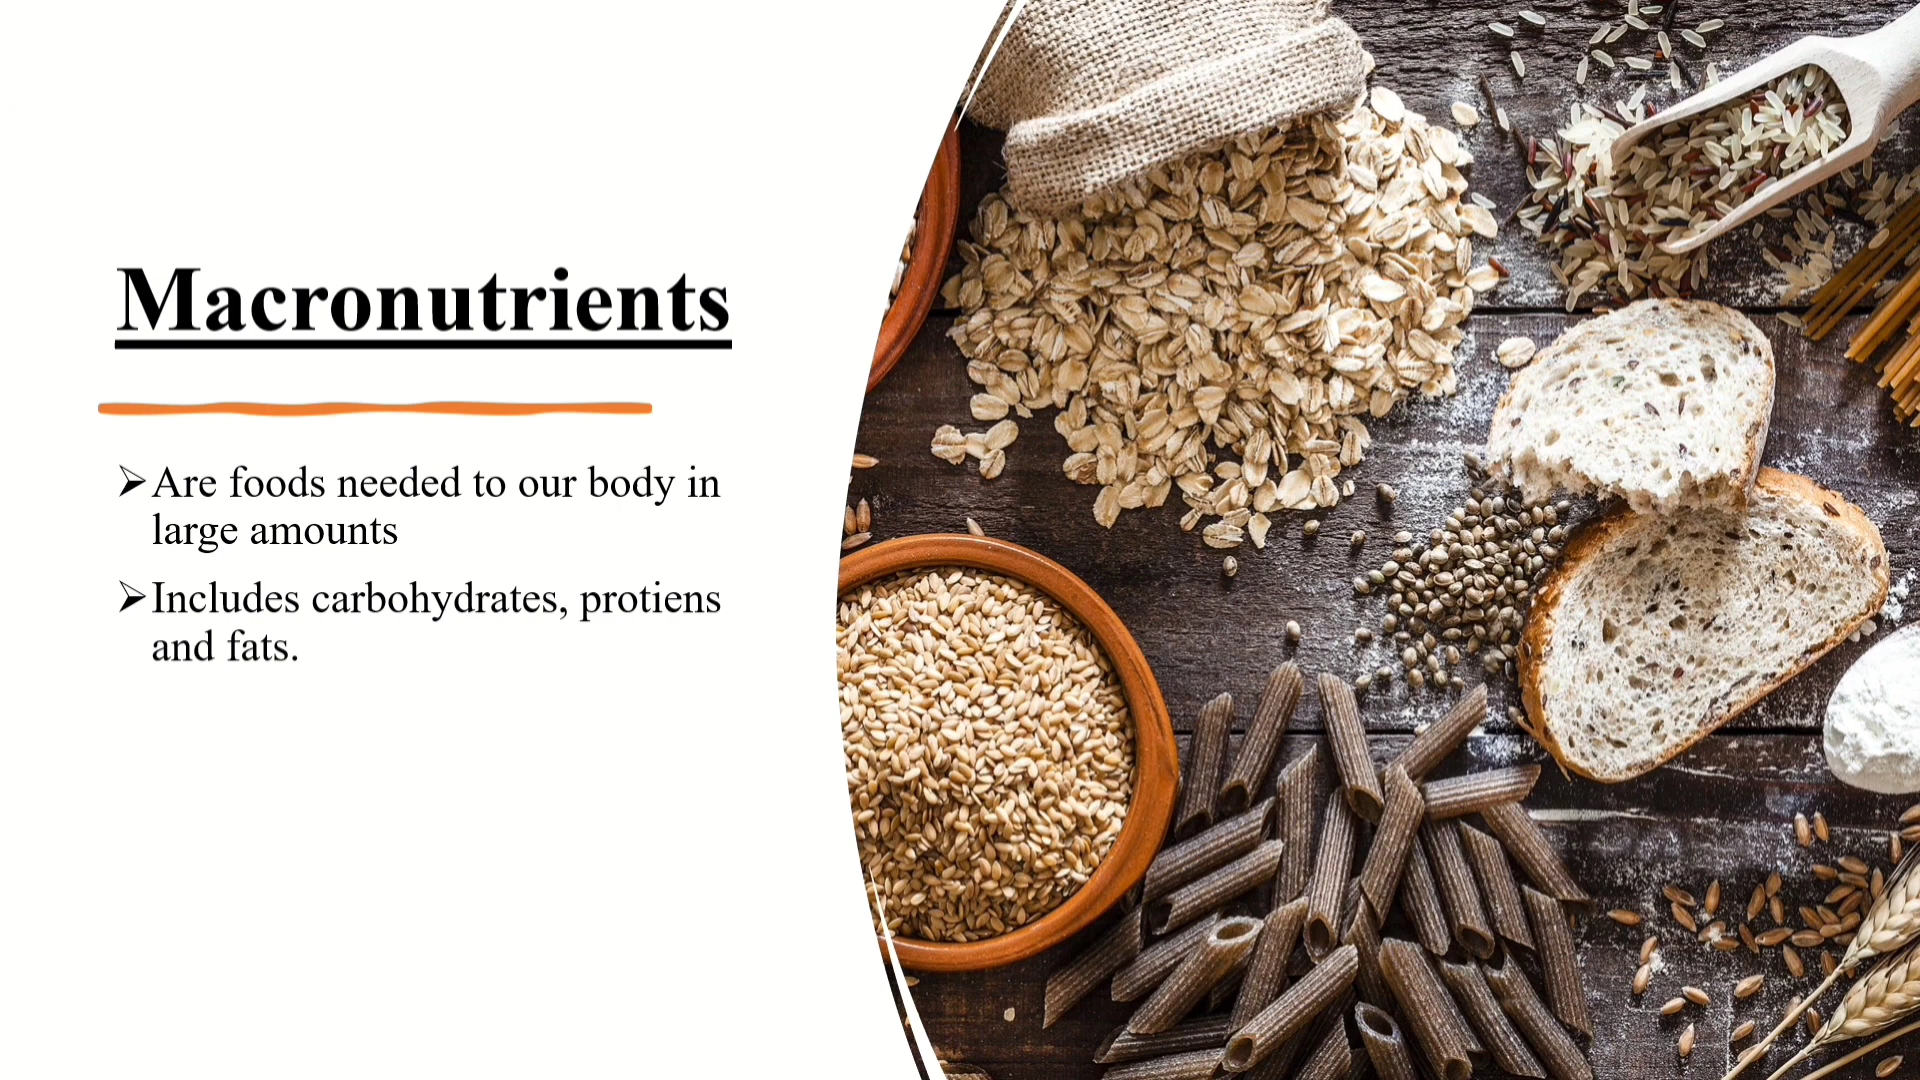 Macronutrients
➢Are foods needed to our body in
large amounts
➢Includes carbohydrates, protiens
and fats.